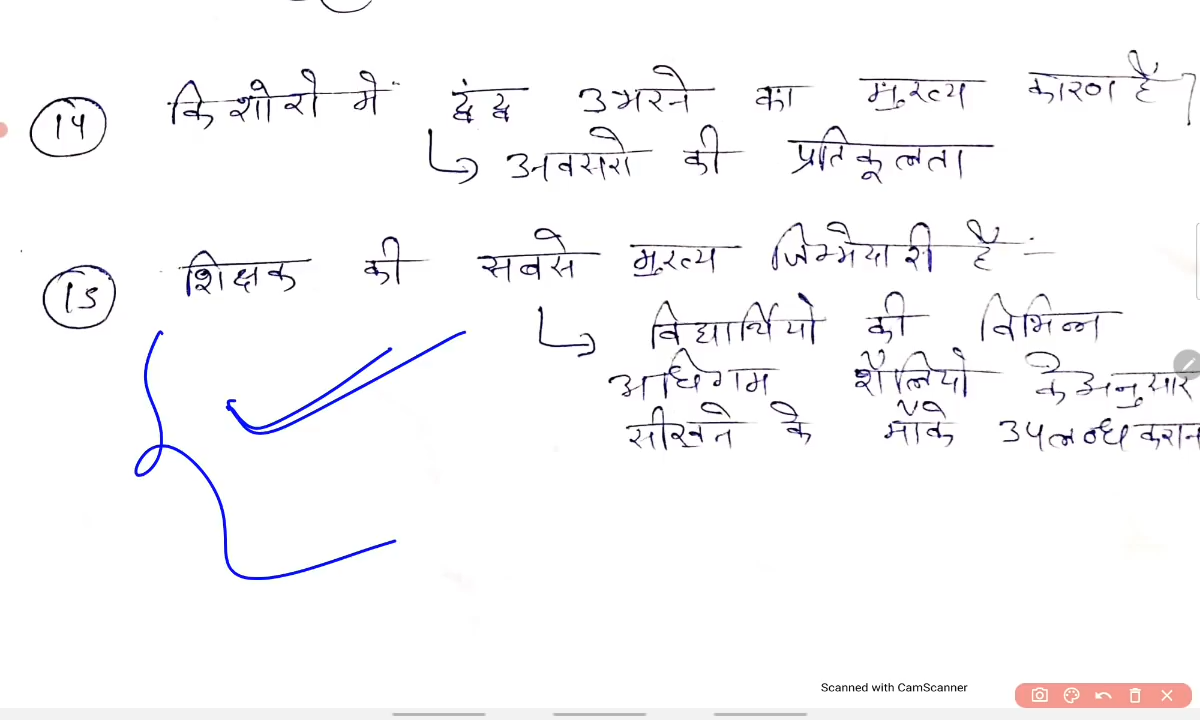 14 किशोरो मे द्वंद्व उभरने का मुख्य कारण है?
↳ अवसरो की प्रतिकूलता
15 शिक्षक की सबसे मुख्य जिम्मेदारी है :-
↳ विद्यार्थियो की विभिन्न
अधिगम शैलियो के अनुसार
सीखने के मौके उपलब्ध करान
Scanned with CamScanner